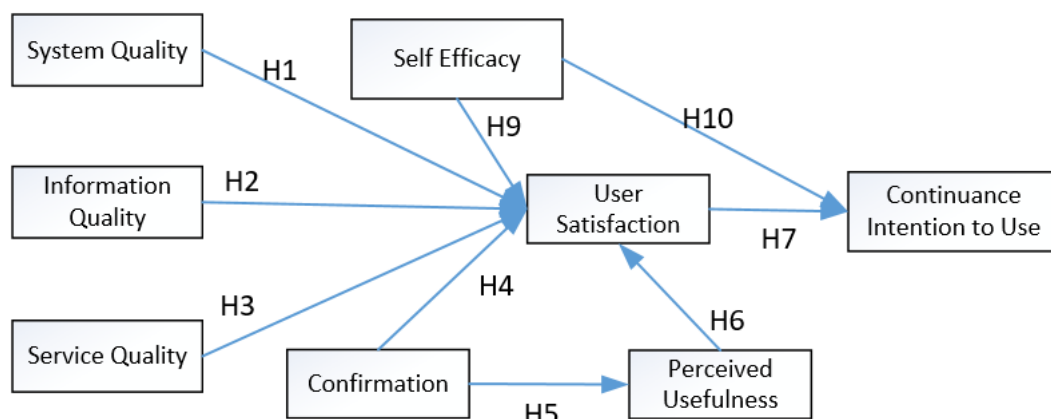 System Quality
H1
Self Efficacy
H9
H10
Information
Quality
H2
User
Satisfaction
H7
Continuance
Intention to Use
H3
H4
H6
Service Quality
Confirmation
H5
Perceived
Usefulness